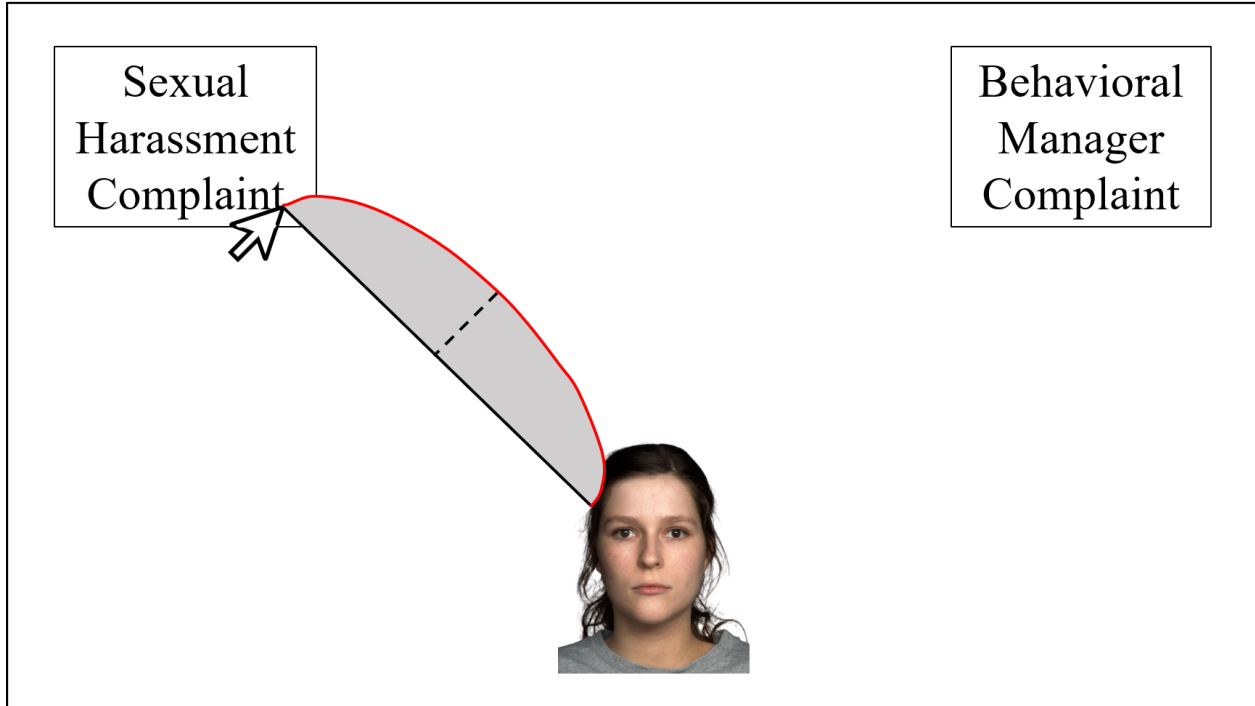 Sexual
Harassment
Complaint
Behavioral
Manager
Complaint